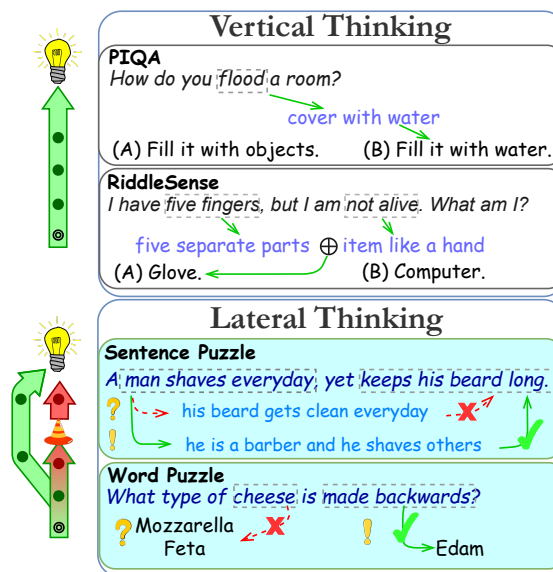 Vertical Thinking
PIQA
How do you flood a room?
cover with water
(A) Fill it with objects. (B) Fill it with water.
RiddleSense
I have five fingers, but I am not alive. What am I?
five separate parts ⊕ item like a hand
(A) Glove. (B) Computer.
Lateral Thinking
Sentence Puzzle
A man shaves everyday, yet keeps his beard long.
? his beard gets clean everyday
! he is a barber and he shaves others
Word Puzzle
What type of cheese is made backwards?
? Mozzarella !
Feta Edam